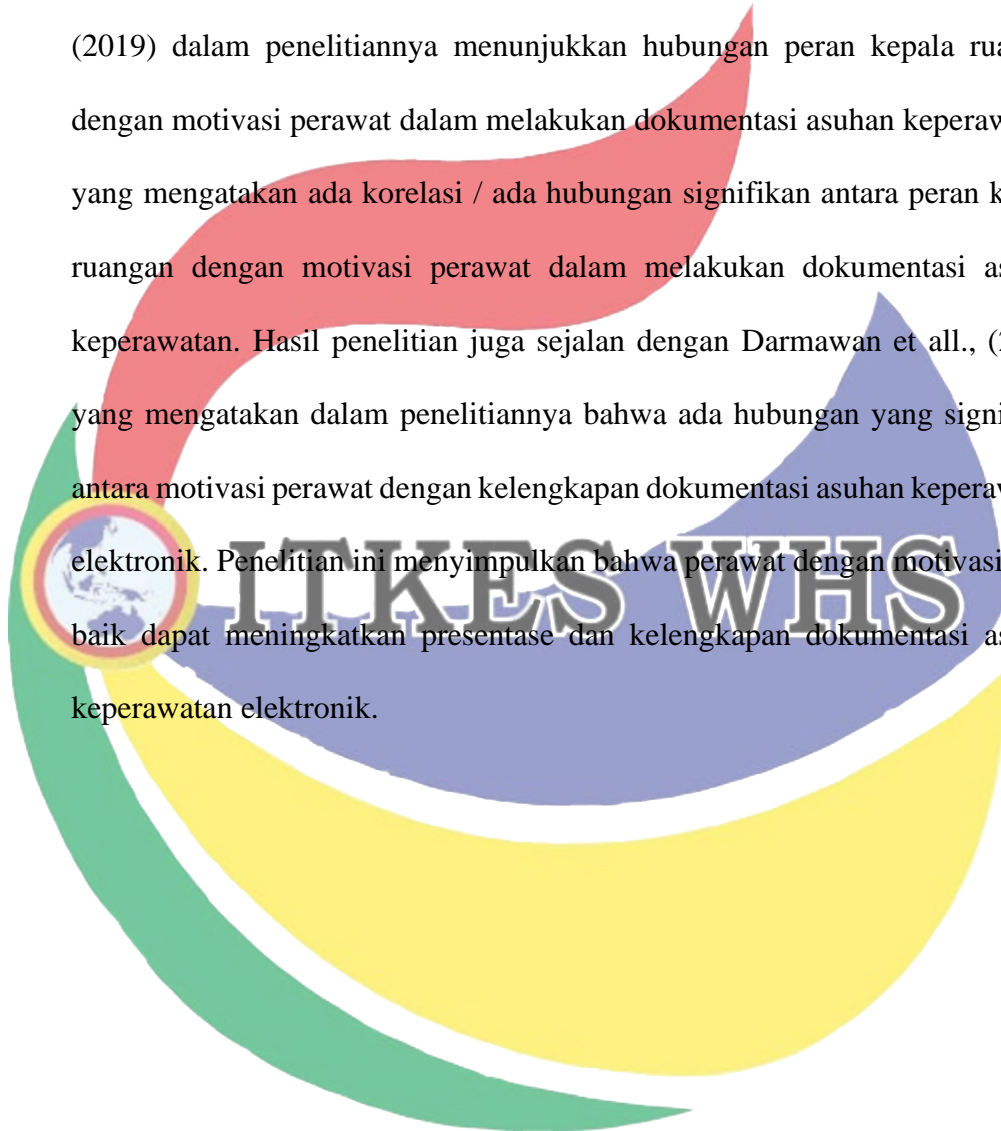 (2019) dalam penelitiannya menunjukkan hubungan peran kepala rua
dengan motivasi perawat dalam melakukan dokumentasi asuhan keperaw
yang mengatakan ada korelasi / ada hubungan signifikan antara peran k
ruangan dengan motivasi perawat dalam melakukan dokumentasi as
keperawatan. Hasil penelitian juga sejalan dengan Darmawan et all., (2
yang mengatakan dalam penelitiannya bahwa ada hubungan yang signi
antara motivasi perawat dengan kelengkapan dokumentasi asuhan keperaw
elektronik. Penelitian ini menyimpulkan bahwa perawat dengan motivasi
ITKES WHS
baik dapat meningkatkan presentase dan kelengkapan dokumentasi as
keperawatan elektronik.